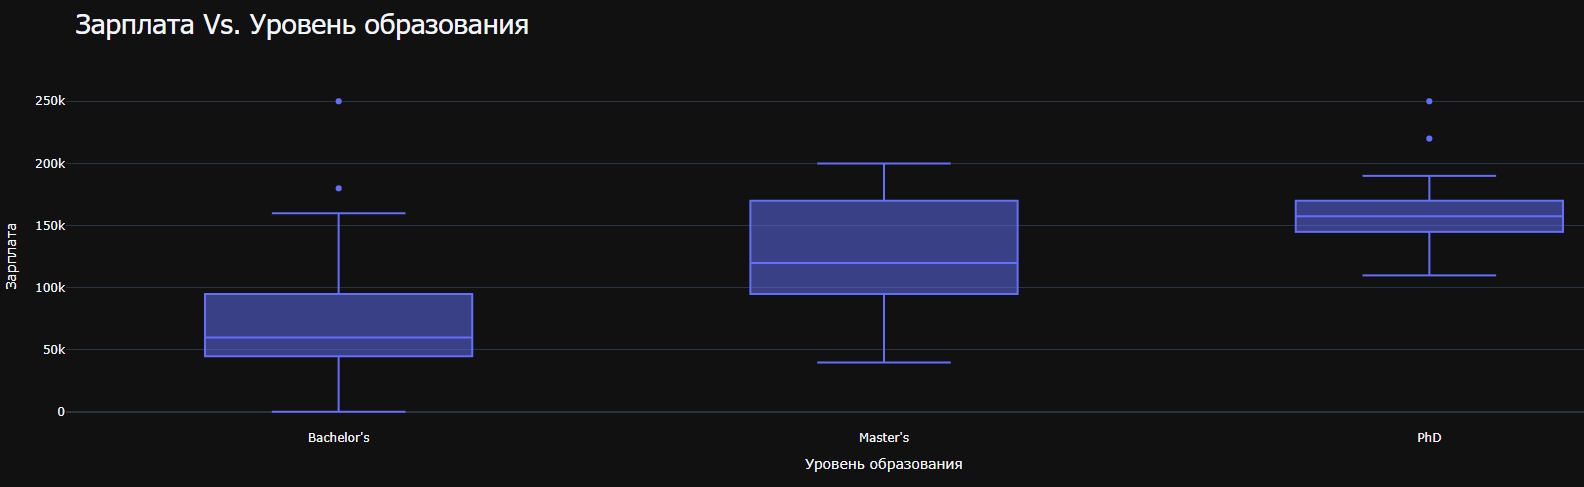 Зарплата Vs. Уровень образования
250k
200k
150k
100k
50k
0
Зарплата
Bachelor's
Master's
PhD
Уровень образования